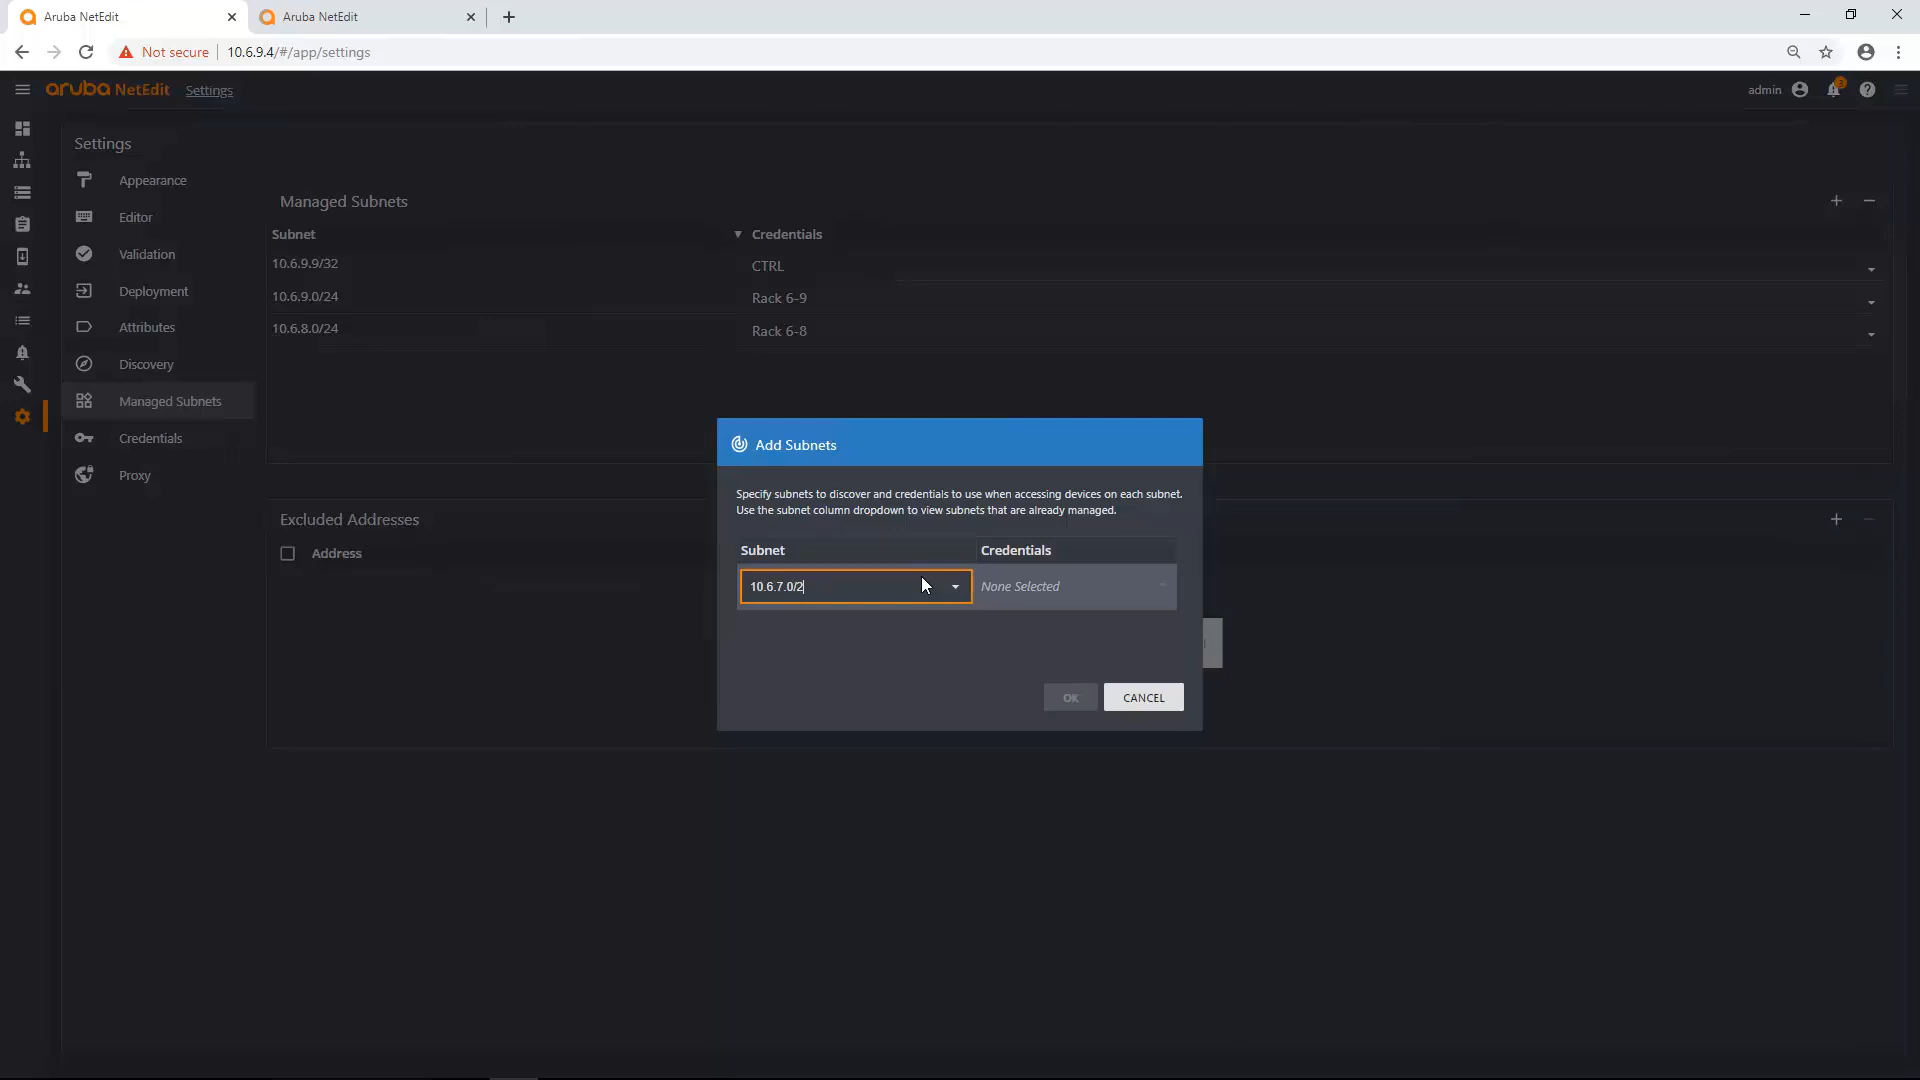 Aruba NetEdit
Aruba NetEdit
Not secure
10.6.9.4/#/app/settings
aruba NetEdit Settings
admin
3
Settings
Appearance
Editor
Validation
Deployment
Attributes
Discovery
Managed Subnets
Credentials
Proxy
Managed Subnets
Subnet Credentials
10.6.9.9/32 CTRL
10.6.9.0/24 Rack 6-9
10.6.8.0/24 Rack 6-8
Excluded Addresses
Address
Add Subnets
Specify subnets to discover and credentials to use when accessing devices on each subnet.
Use the subnet column dropdown to view subnets that are already managed.
Subnet Credentials
10.6.7.0/2 None Selected
OK CANCEL